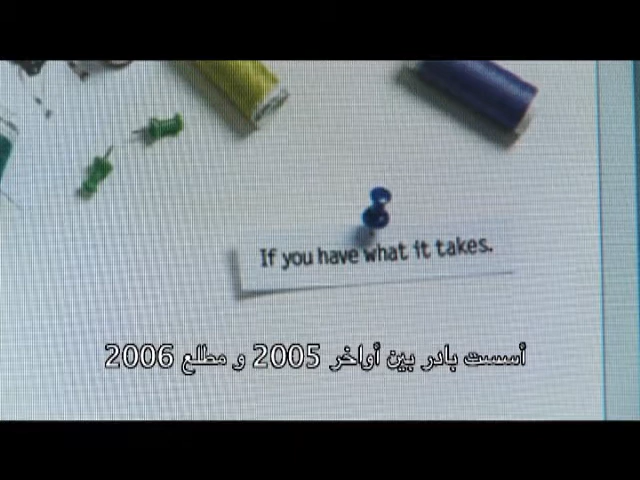 If you have what it takes.
أسست بادر بين أواخر 2005 و مطلع 2006